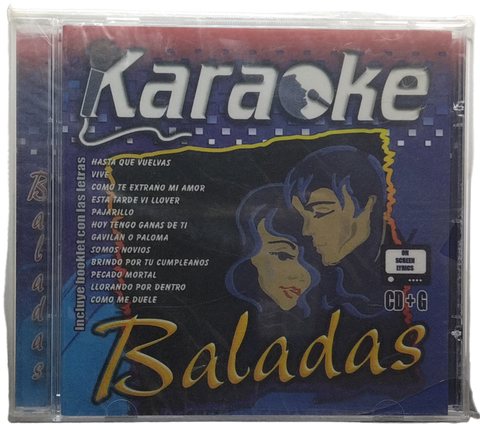 Karaoke
Incluye booklet con las letras
HASTA QUE VUELVAS
VIVE
COMO TE EXTRAÑO MI AMOR
ESTA TARDE VI LLOVER
PAJARILLO
HOY TENGO GANAS DE TI
GAVILAN O PALOMA
SOMOS NOVIOS
BRINDO POR TU CUMPLEAÑOS
PECADO MORTAL
LLORANDO POR DENTRO
COMO ME DUELE
ON
SCREEN
LYRICS
CD+G
Baladas
Baladas